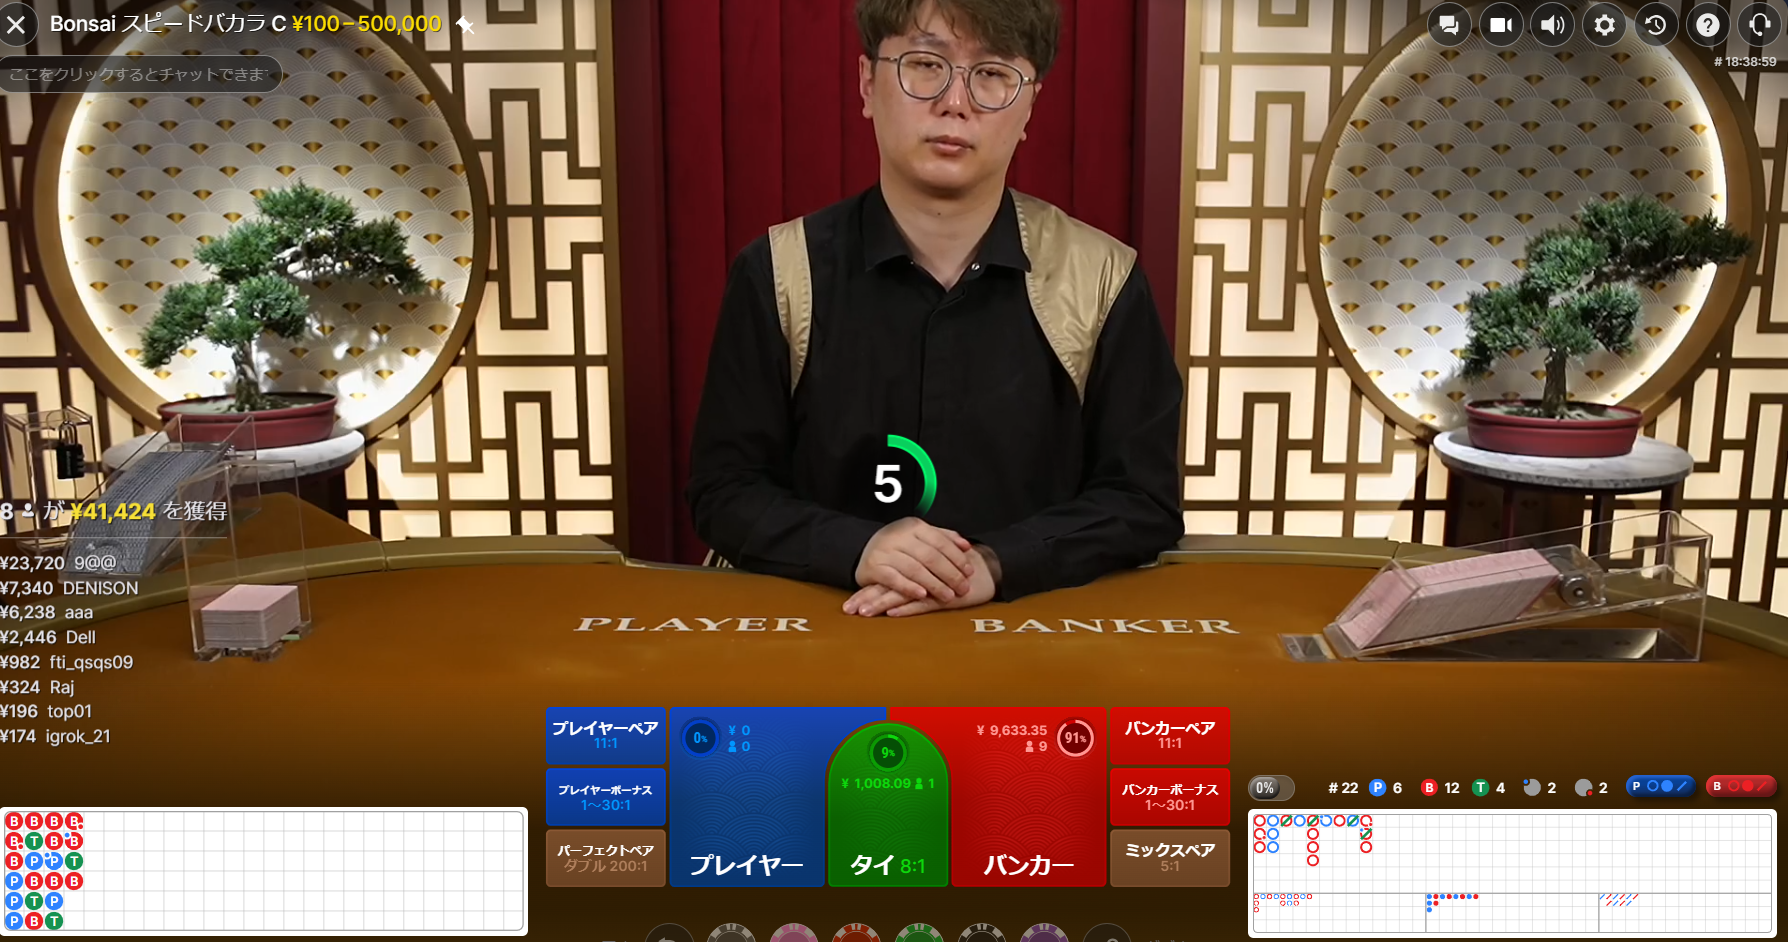 Bonsai スピードバカラ C ¥100–500,000
ここをクリックするとチャットできます
# 18:38:59
5
8 が ¥41,424 を獲得
¥23,720 9@@
¥7,340 DENISON
¥6,238 aaa
¥2,446 Dell
¥982 fti_qsqs09
¥324 Raj
¥196 top01
¥174 igrok_21
PLAYER BANKER
プレイヤーペア
11:1
プレイヤーボーナス
1〜30:1
パーフェクトペア
ダブル 200:1
0%
¥ 0
0
プレイヤー
9%
¥ 1,008.09 1
タイ 8:1
¥ 9,633.35
9
91%
バンカー
バンカーペア
11:1
バンカーボーナス
1〜30:1
ミックスペア
5:1
0% # 22 P 6 B 12 T 4 2 2 P B
B B B B
B T B B
B P P T
P B B B
P T P
P B T